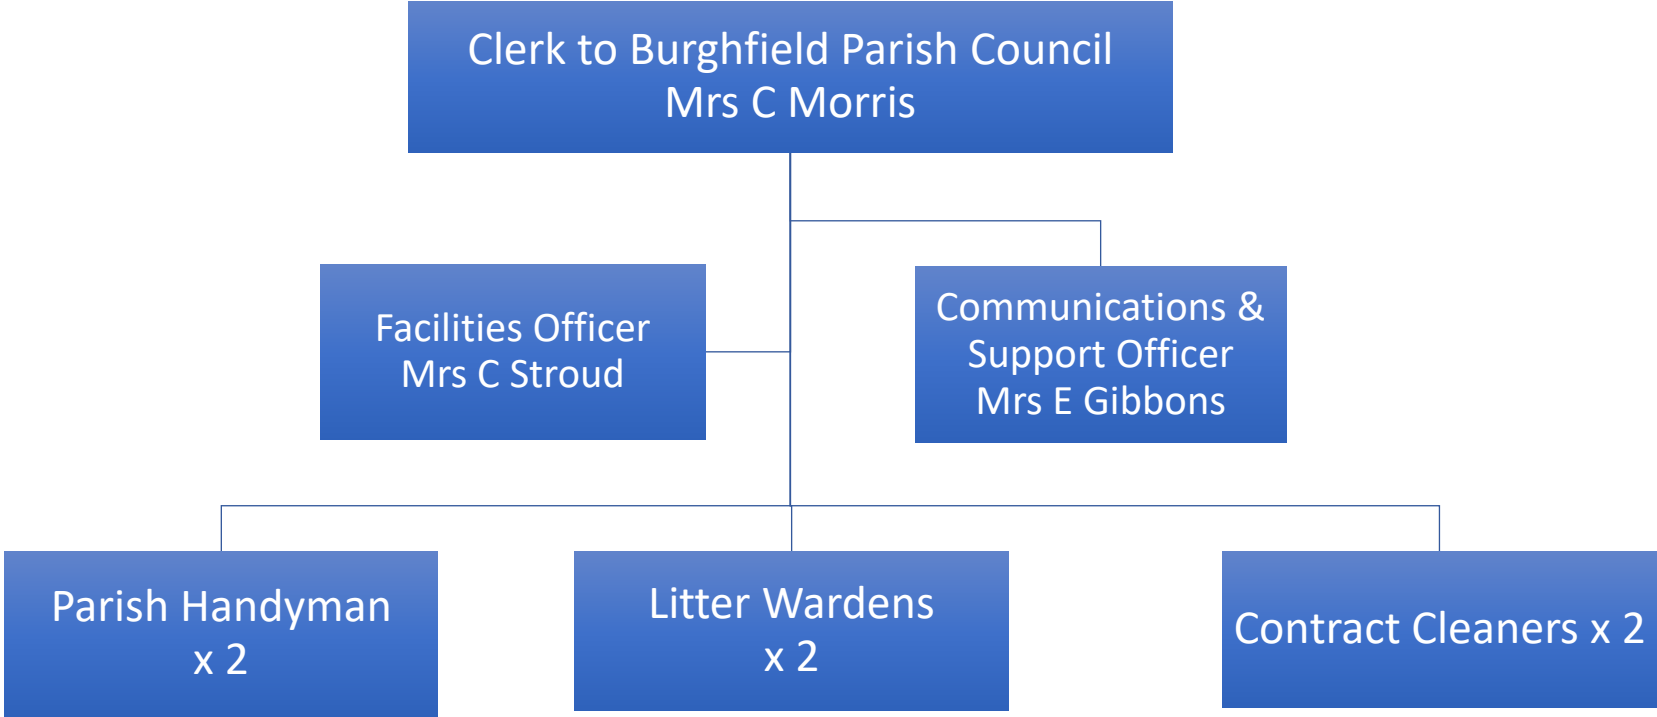 Clerk to Burghfield Parish Council
Mrs C Morris
Facilities Officer
Mrs C Stroud
Communications &
Support Officer
Mrs E Gibbons
Parish Handyman
x 2
Litter Wardens
x 2
Contract Cleaners x 2